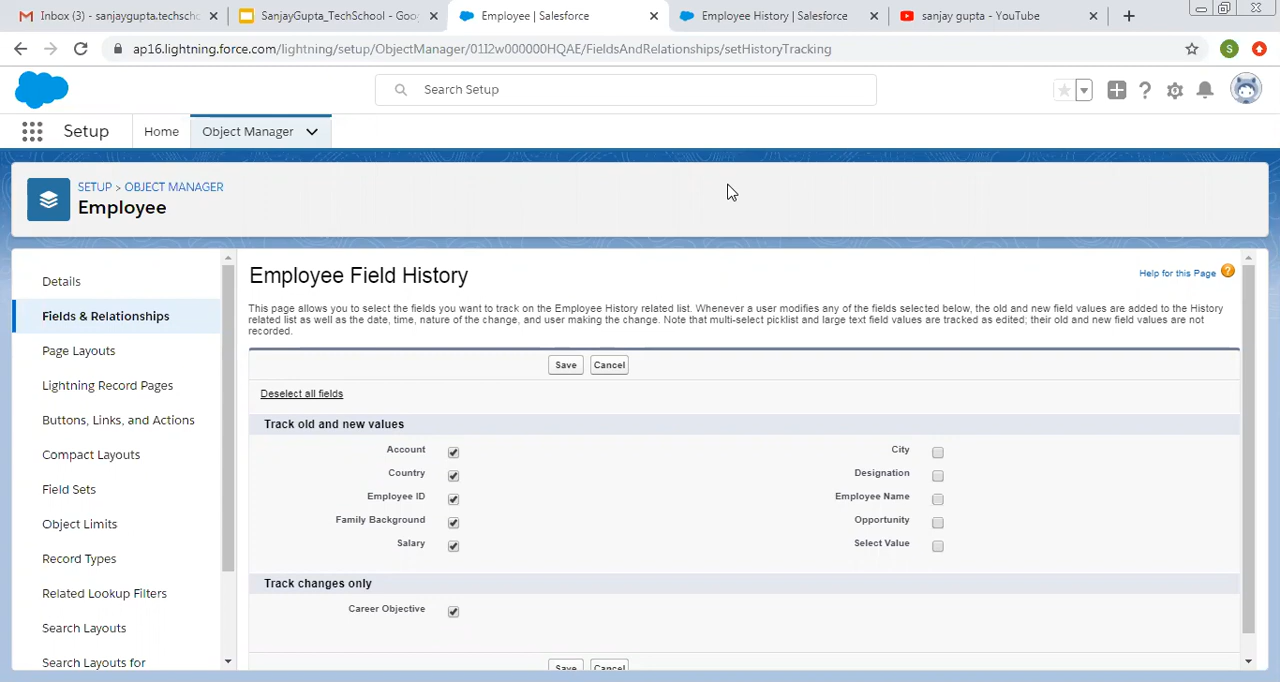 Inbox (3) - sanjaygupta.techscho
SanjayGupta_TechSchool - Goo
Employee | Salesforce
Employee History | Salesforce
sanjay gupta - YouTube
ap16.lightning.force.com/lightning/setup/ObjectManager/01I2w000000HQAE/FieldsAndRelationships/setHistoryTracking
S
Search Setup
Setup
Home
Object Manager
SETUP > OBJECT MANAGER
Employee
Details
Fields & Relationships
Page Layouts
Lightning Record Pages
Buttons, Links, and Actions
Compact Layouts
Field Sets
Object Limits
Record Types
Related Lookup Filters
Search Layouts
Search Layouts for
Employee Field History
Help for this Page
This page allows you to select the fields you want to track on the Employee History related list. Whenever a user modifies any of the fields selected below, the old and new field values are added to the History
related list as well as the date, time, nature of the change, and user making the change. Note that multi-select picklist and large text field values are tracked as edited; their old and new field values are not
recorded.
Save Cancel
Deselect all fields
Track old and new values
Account City
Country Designation
Employee ID Employee Name
Family Background Opportunity
Salary Select Value
Track changes only
Career Objective
Save Cancel